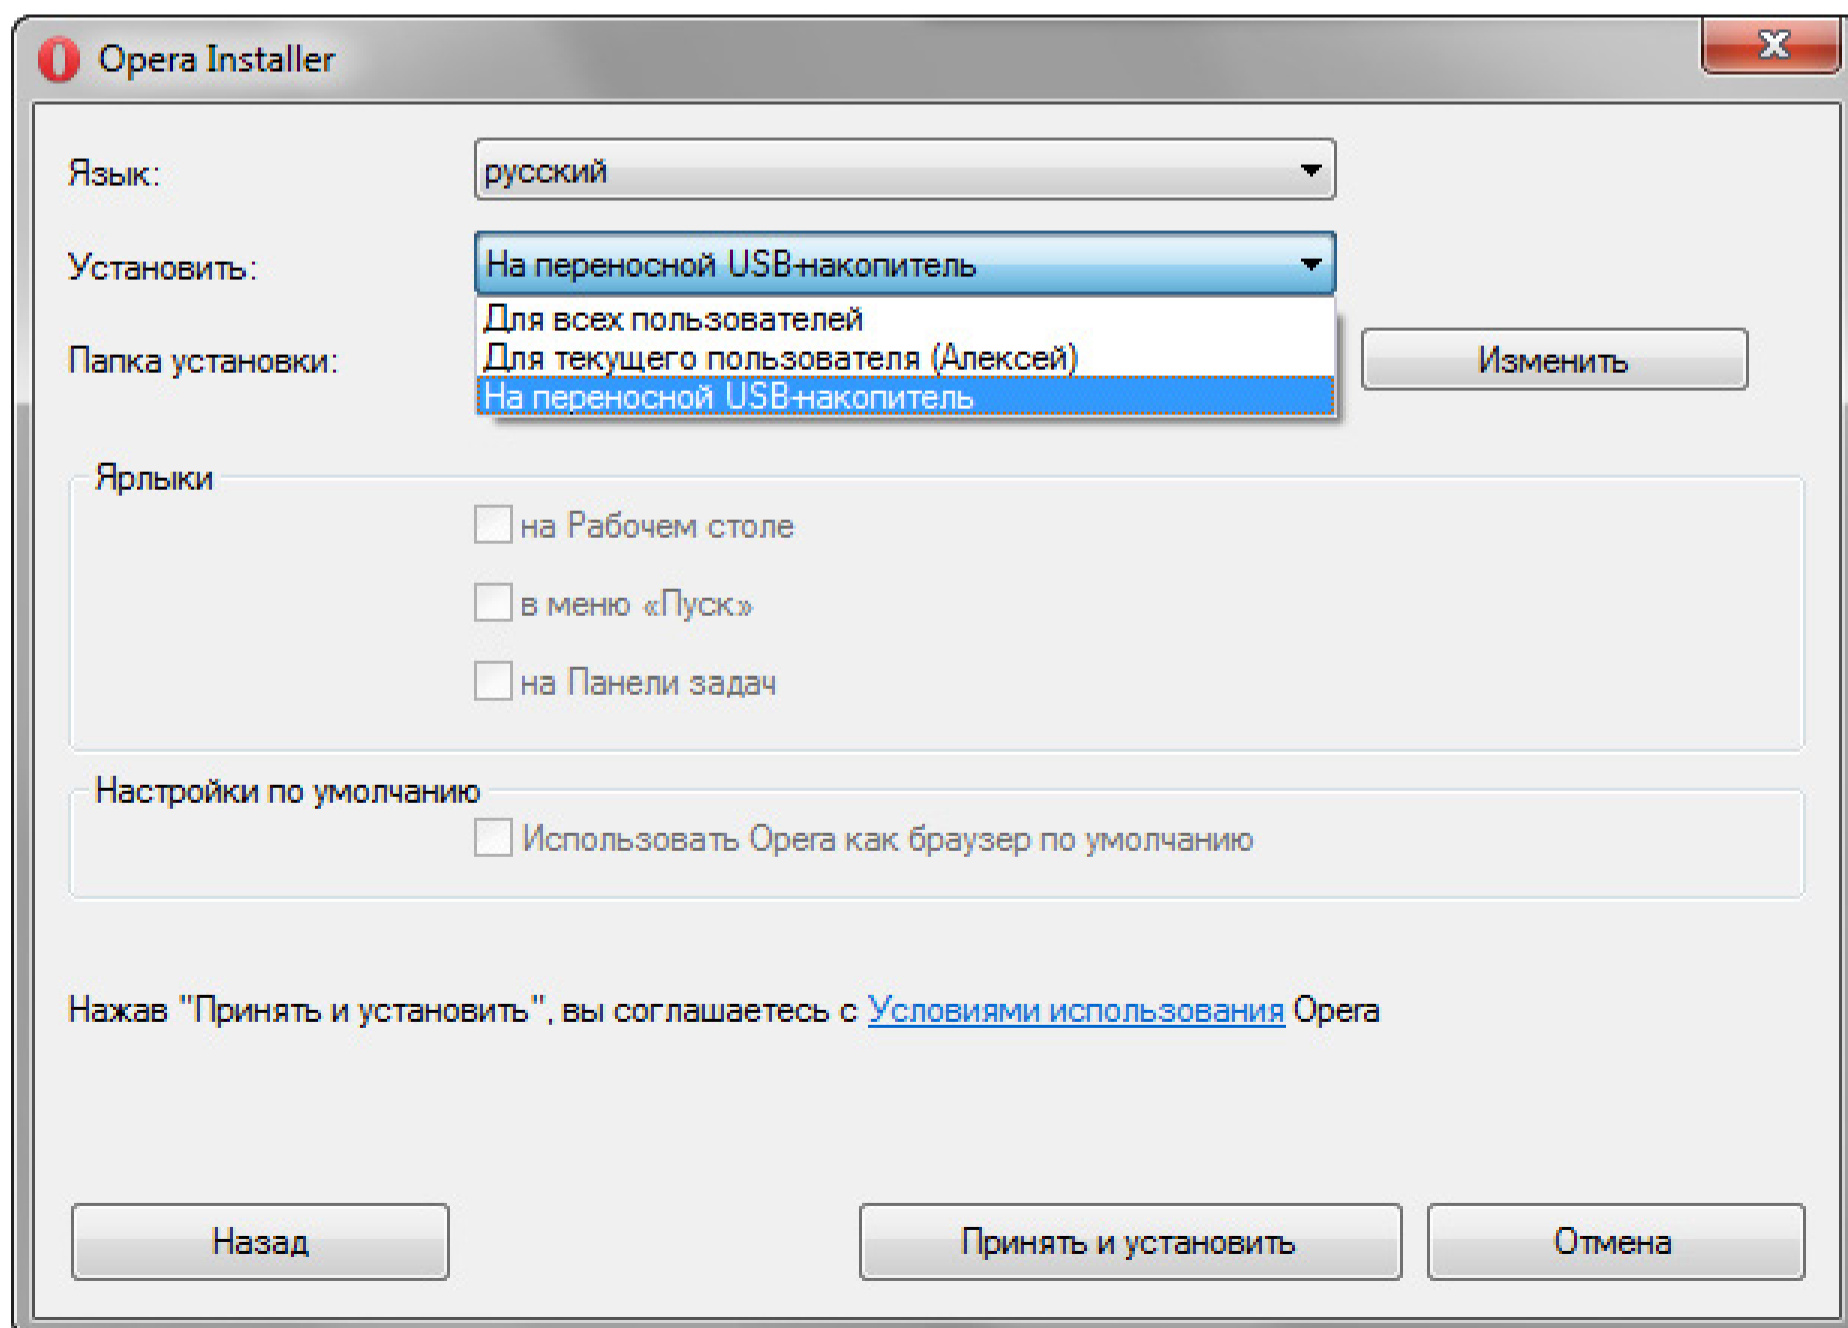 Opera Installer
Язык:
русский
Установить:
На переносной USB-накопитель
Для всех пользователей
Для текущего пользователя (Алексей)
На переносной USB-накопитель
Папка установки:
Изменить
Ярлыки
на Рабочем столе
в меню «Пуск»
на Панели задач
Настройки по умолчанию
Использовать Opera как браузер по умолчанию
Нажав "Принять и установить", вы соглашаетесь с Условиями использования Opera
Назад
Принять и установить
Отмена